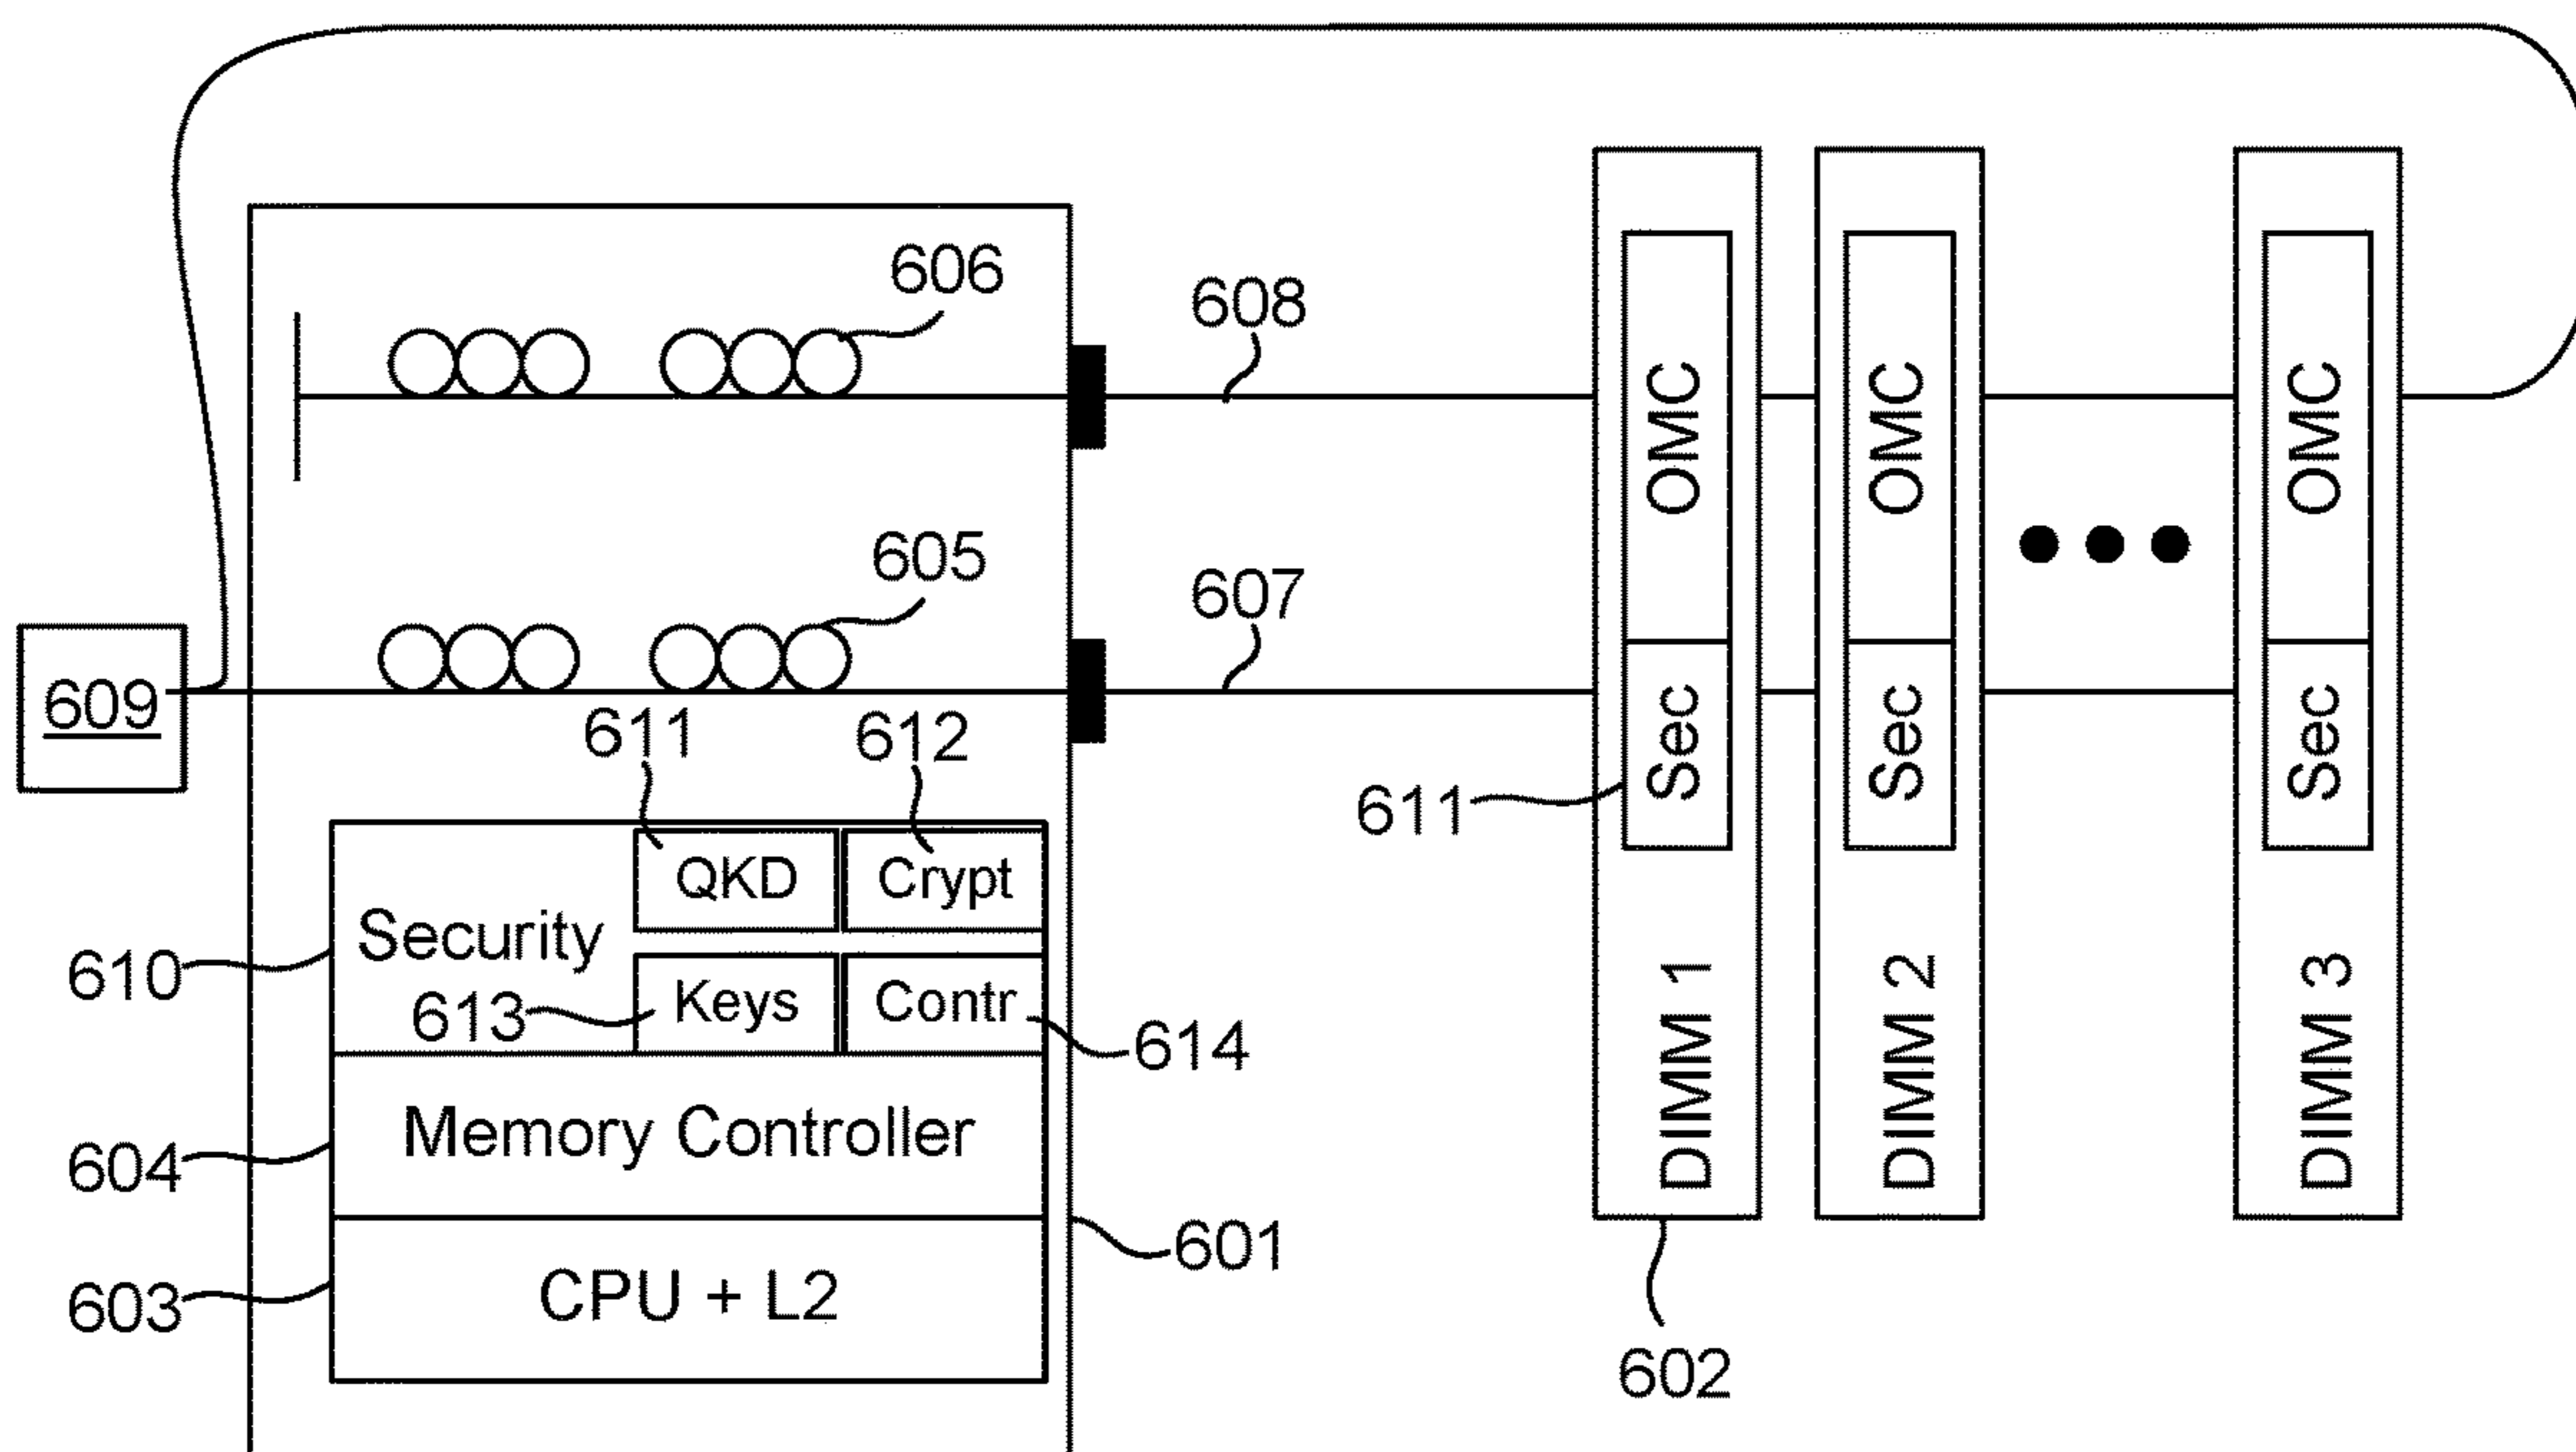 606
608
605
607
609
611
612
611
QKD
Crypt
Security
610
Keys
Contr
613
614
Memory Controller
604
601
CPU + L2
603
602
OMC
Sec
DIMM 1
OMC
Sec
DIMM 2
OMC
Sec
DIMM 3